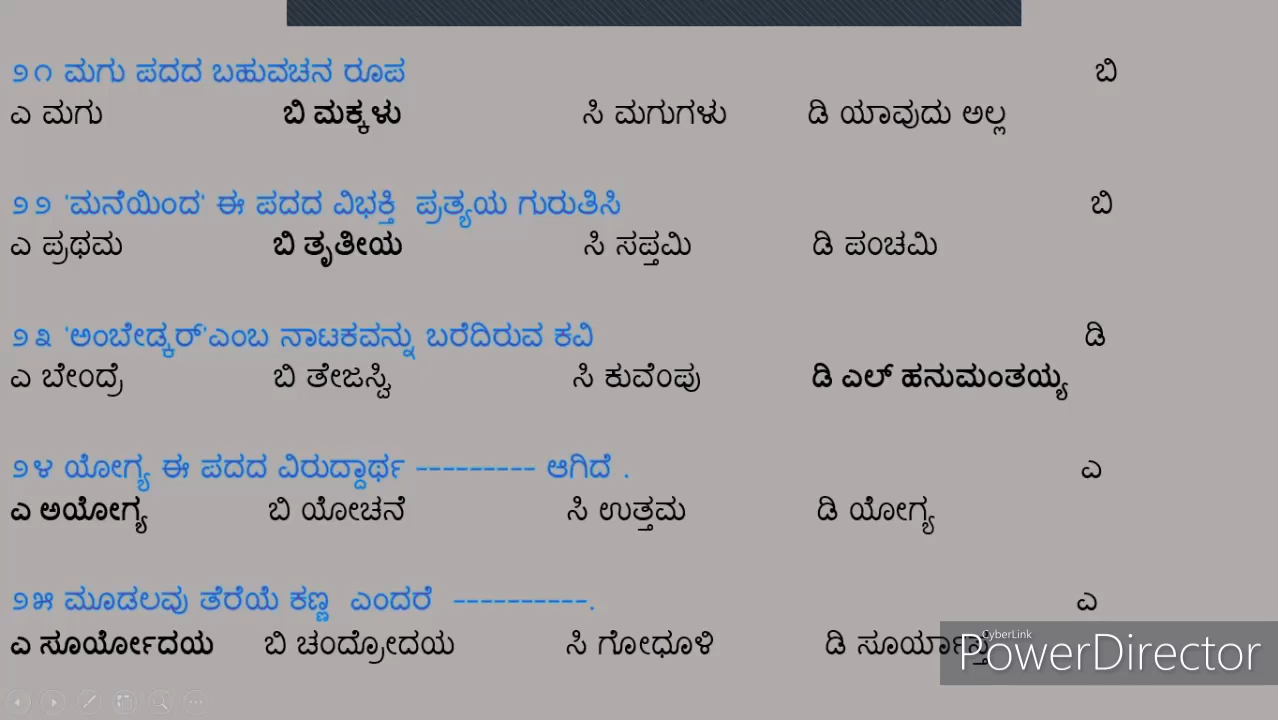 ೨೧ ಮಗು ಪದದ ಬಹುವಚನ ರೂಪ ಬಿ
ಎ ಮಗು ಬಿ ಮಕ್ಕಳು ಸಿ ಮಗುಗಳು ಡಿ ಯಾವುದು ಅಲ್ಲ
೨೨ 'ಮನೆಯಿಂದ' ಈ ಪದದ ವಿಭಕ್ತಿ ಪ್ರತ್ಯಯ ಗುರುತಿಸಿ ಬಿ
ಎ ಪ್ರಥಮ ಬಿ ತೃತೀಯ ಸಿ ಸಪ್ತಮಿ ಡಿ ಪಂಚಮಿ
೨೩ 'ಅಂಬೇಡ್ಕರ್'ಎಂಬ ನಾಟಕವನ್ನು ಬರೆದಿರುವ ಕವಿ ಡಿ
ಎ ಬೇಂದ್ರೆ ಬಿ ತೇಜಸ್ವಿ ಸಿ ಕುವೆಂಪು ಡಿ ಎಲ್ ಹನುಮಂತಯ್ಯ
೨೪ ಯೋಗ್ಯ ಈ ಪದದ ವಿರುದ್ದಾರ್ಥ --------- ಆಗಿದೆ . ಎ
ಎ ಅಯೋಗ್ಯ ಬಿ ಯೋಚನೆ ಸಿ ಉತ್ತಮ ಡಿ ಯೋಗ್ಯ
೨೫ ಮೂಡಲವು ತೆರೆಯೆ ಕಣ್ಣ ಎಂದರೆ ----------. ಎ
ಎ ಸೂರ್ಯೋದಯ ಬಿ ಚಂದ್ರೋದಯ ಸಿ ಗೋಧೂಳಿ ಡಿ ಸೂರ್ಯಾಸ್ತ
CyberLink
PowerDirector